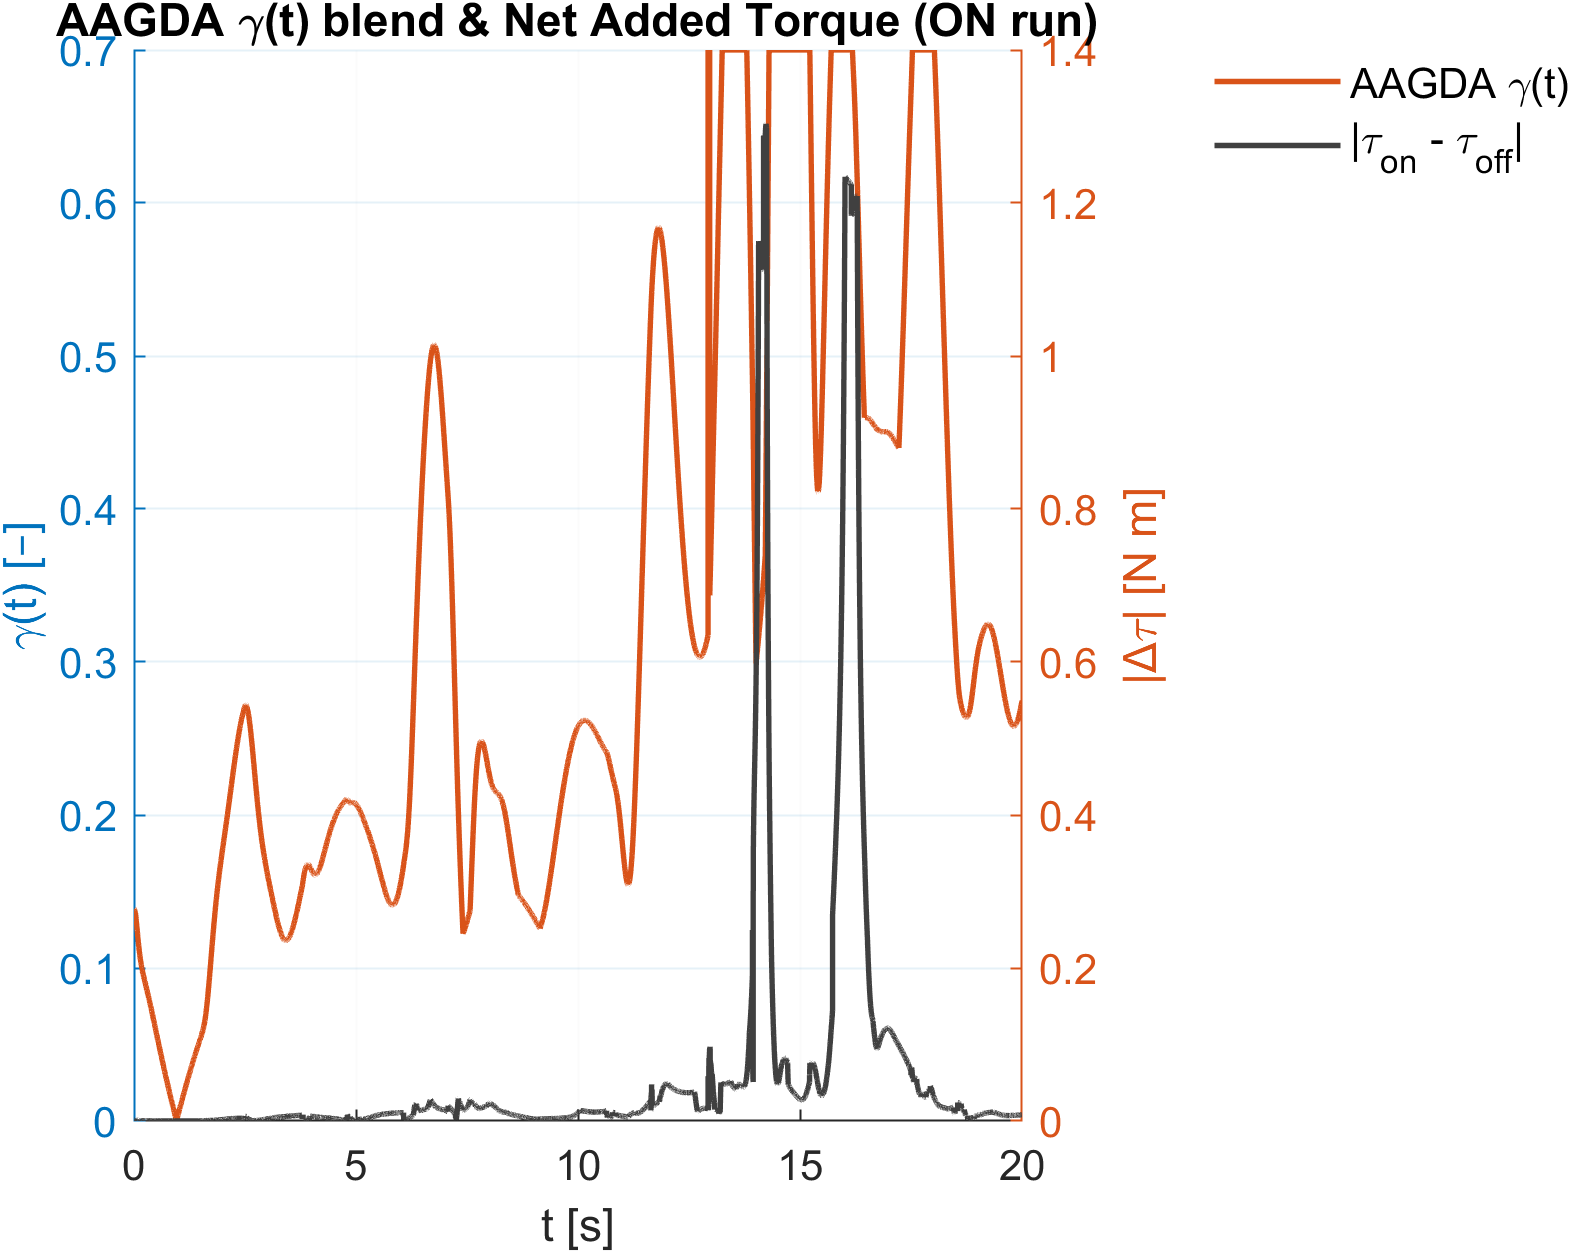 AAGDA γ(t) blend & Net Added Torque (ON run)
AAGDA γ(t)
|τon - τoff|
0.7
0.6
0.5
0.4
0.3
0.2
0.1
0
γ(t) [−]
1.4
1.2
1
0.8
0.6
0.4
0.2
0
|Δτ| [N m]
0 5 10 15 20
t [s]